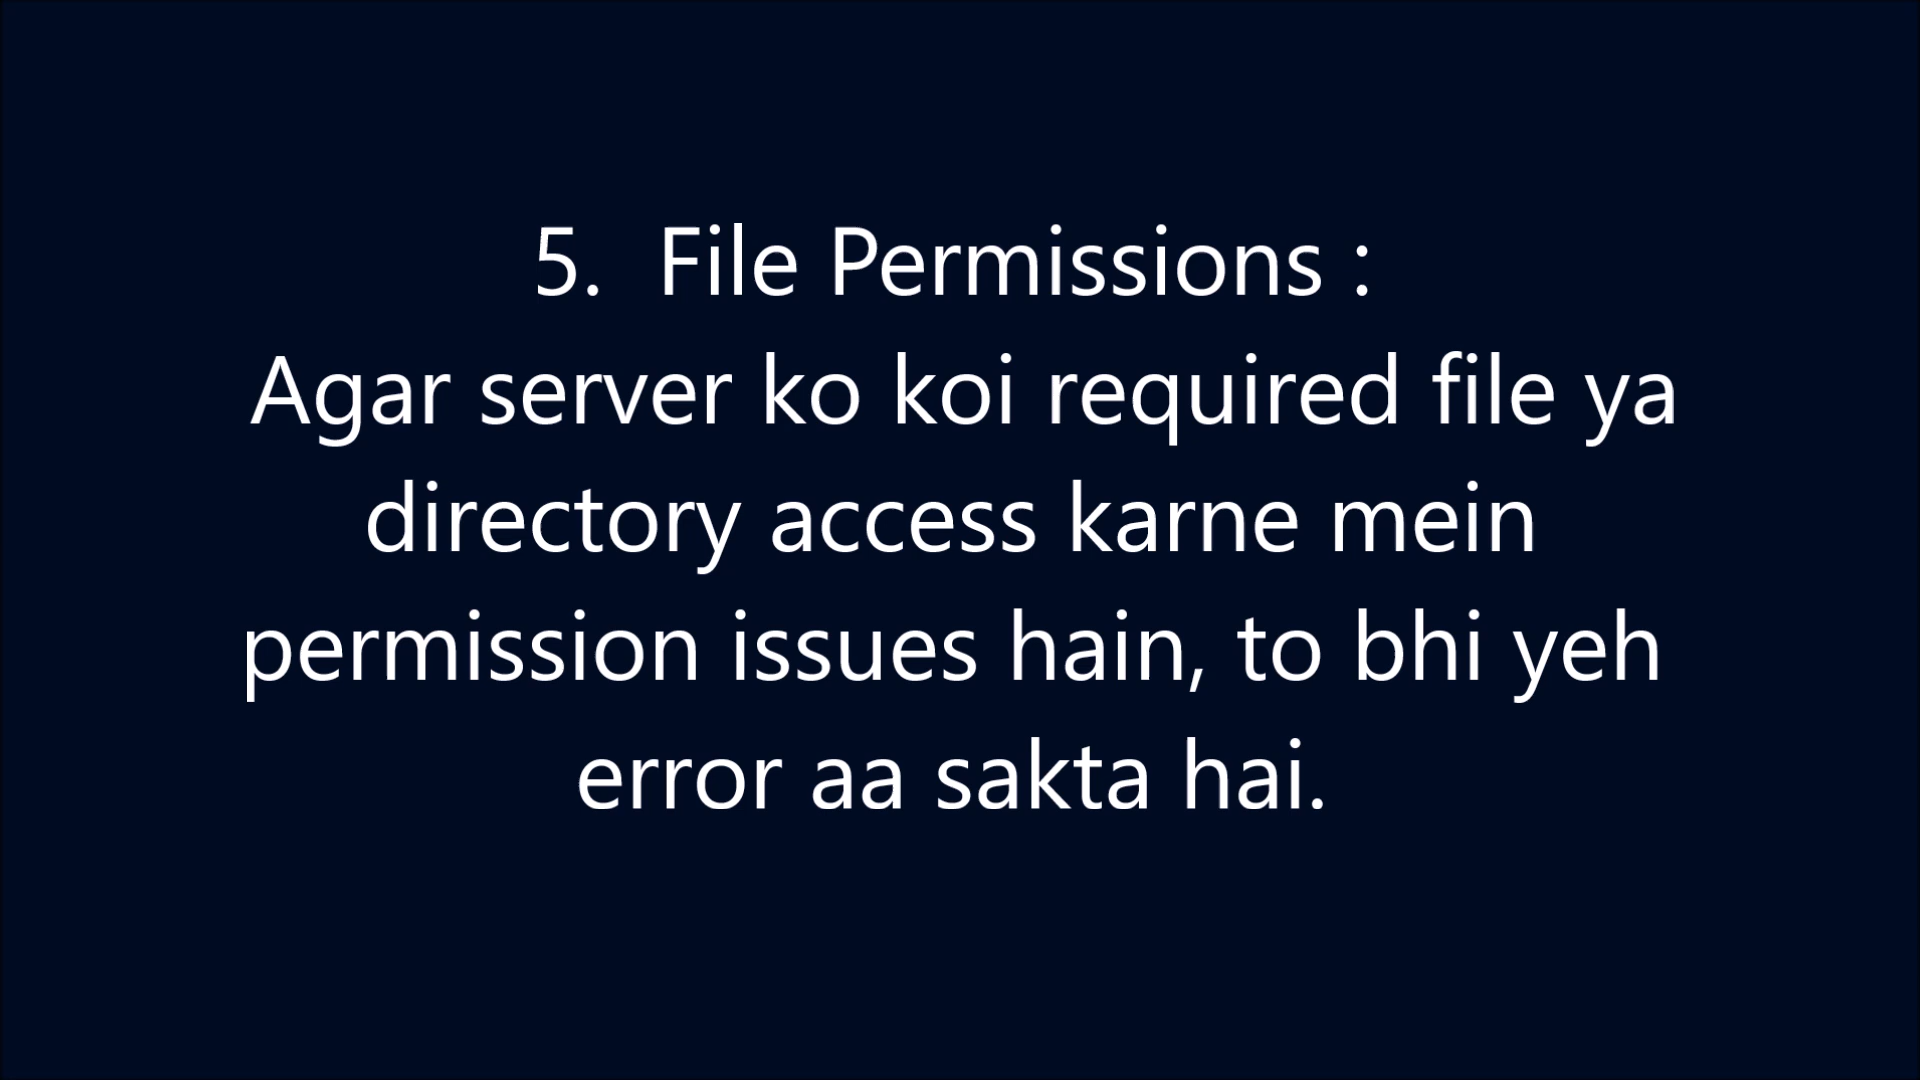 5.  File Permissions :
Agar server ko koi required file ya
directory access karne mein
permission issues hain, to bhi yeh
error aa sakta hai.